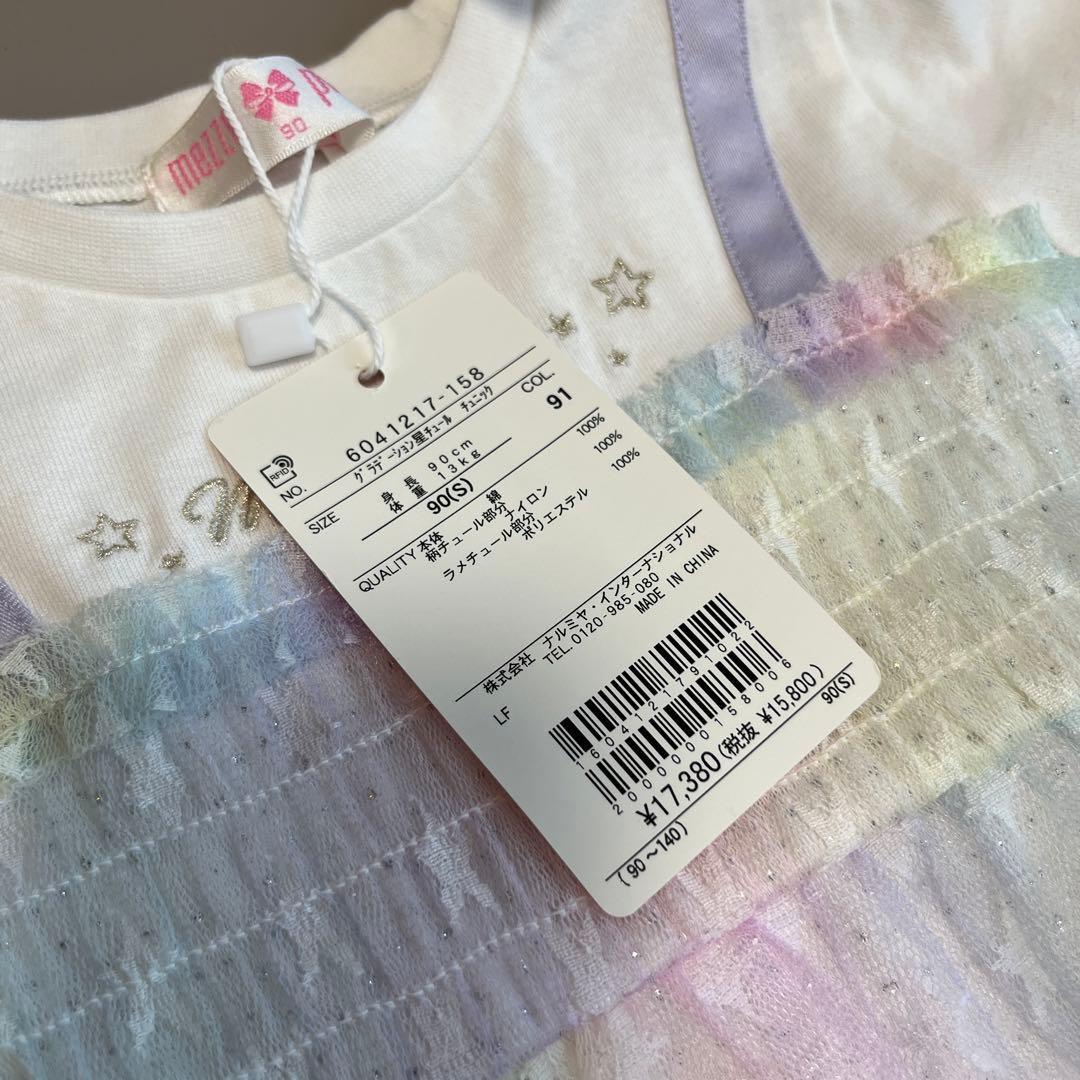 mezz
p
90
RFID
NO. 6041217-158
グラデーション星チュール チュニック
COL.
91
SIZE
身長 90cm
体重 13kg
90(S)
QUALITY 本体 綿 100%
柄チュール部分 ナイロン 100%
ラメチュール部分 ポリエステル 100%
株式会社 ナルミヤ・インターナショナル
TEL.0120-985-080
MADE IN CHINA
LF
1604121791022
2000000158006
¥17,380(税抜 ¥15,800)
90(S)
(90～140)